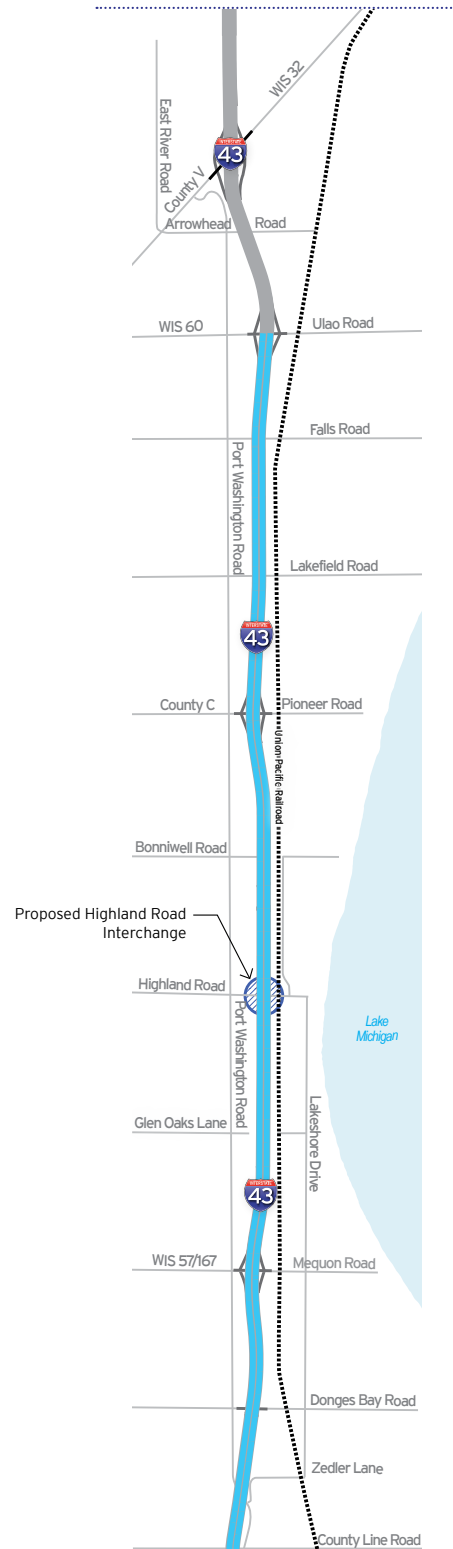 WIS 32
East River Road
INTERSTATE
43
County V
Arrowhead Road
WIS 60
Ulao Road
Falls Road
Port Washington Road
Lakefield Road
INTERSTATE
43
County C
Pioneer Road
Union Pacific Railroad
Bonniwell Road
Proposed Highland Road
Interchange
Highland Road
Port Washington Road
Lake
Michigan
Glen Oaks Lane
Lakeshore Drive
INTERSTATE
43
WIS 57/167
Mequon Road
Donges Bay Road
Zedler Lane
County Line Road